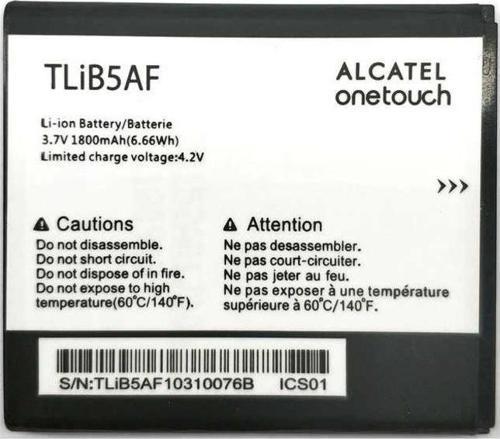 TLiB5AF
ALCATEL
onetouch
Li-ion Battery/Batterie
3.7V 1800mAh(6.66Wh)
Limited charge voltage:4.2V
Cautions
Do not disassemble.
Do not short circuit.
Do not dispose of in fire.
Do not expose to high
temperature(60°C/140°F).
Attention
Ne pas desassembler.
Ne pas court-circuiter.
Ne pas jeter au feu.
Ne pas exposer à une température
supérieure à 60°C/140°F.
S/N:TLiB5AF10310076B ICS01